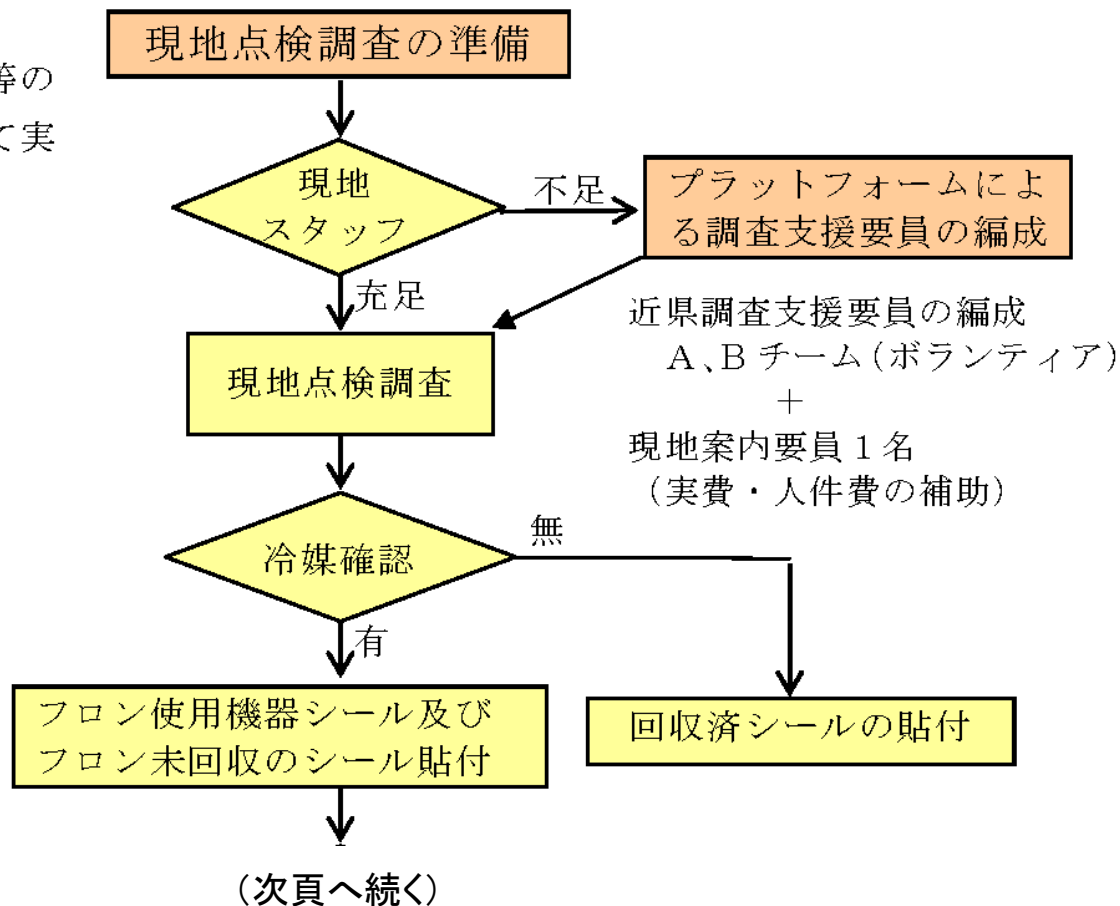 現地点検調査の準備
等の
て実
現地
スタッフ
不足
プラットフォームによ
る調査支援要員の編成
充足
近県調査支援要員の編成
A、Bチーム(ボランティア)
+
現地案内要員1名
(実費・人件費の補助)
現地点検調査
冷媒確認
無
有
フロン使用機器シール及び
フロン未回収のシール貼付
回収済シールの貼付
(次頁へ続く)